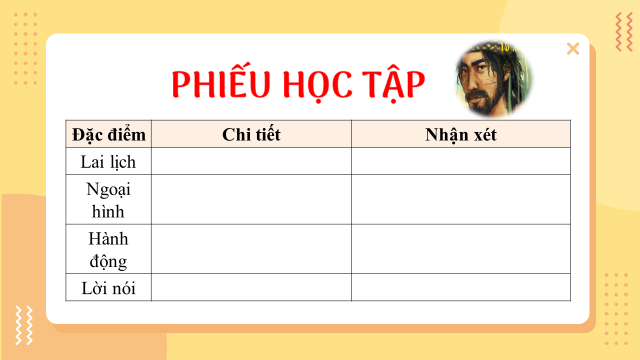 PHIẾU HỌC TẬP
Đặc điểm Chi tiết Nhận xét
Lai lịch
Ngoại
hình
Hành
động
Lời nói